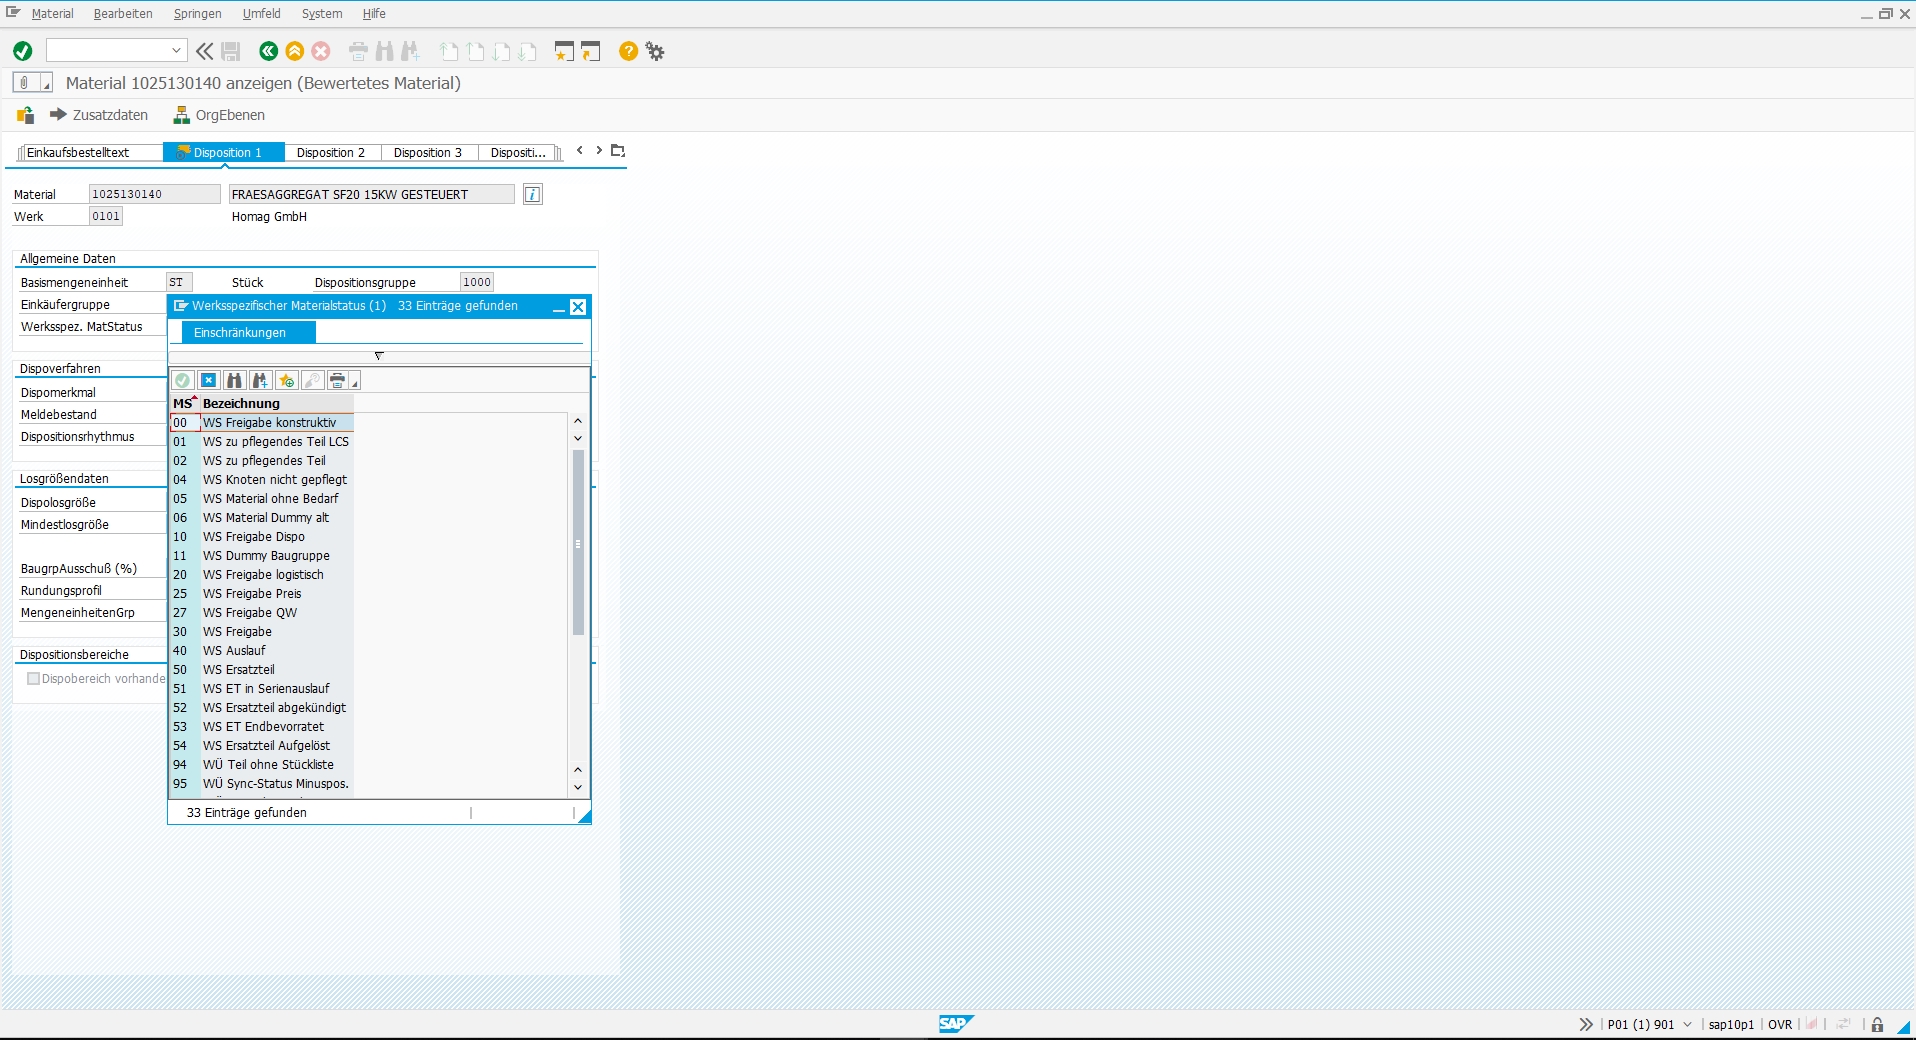 Material Bearbeiten Springen Umfeld System Hilfe
Material 1025130140 anzeigen (Bewertetes Material)
Zusatzdaten OrgEbenen
Einkaufsbestelltext Disposition 1 Disposition 2 Disposition 3 Dispositi...
Material 1025130140 FRAESAGGREGAT SF20 15KW GESTEUERT
Werk 0101 Homag GmbH
Allgemeine Daten
Basismengeneinheit ST Stück Dispositionsgruppe 1000
Einkäufergruppe
Werksspez. MatStatus
Dispoverfahren
Dispomerkmal
Meldebestand
Dispositionsrhythmus
Losgrößendaten
Dispolosgröße
Mindestlosgröße
BaugrpAusschuß (%)
Rundungsprofil
MengeneinheitenGrp
Dispositionsbereiche
Dispobereich vorhande
Werksspezifischer Materialstatus (1) 33 Einträge gefunden
Einschränkungen
MS Bezeichnung
00 WS Freigabe konstruktiv
01 WS zu pflegendes Teil LCS
02 WS zu pflegendes Teil
04 WS Knoten nicht gepflegt
05 WS Material ohne Bedarf
06 WS Material Dummy alt
10 WS Freigabe Dispo
11 WS Dummy Baugruppe
20 WS Freigabe logistisch
25 WS Freigabe Preis
27 WS Freigabe QW
30 WS Freigabe
40 WS Auslauf
50 WS Ersatzteil
51 WS ET in Serienauslauf
52 WS Ersatzteil abgekündigt
53 WS ET Endbevorratet
54 WS Ersatzteil Aufgelöst
94 WÜ Teil ohne Stückliste
95 WÜ Sync-Status Minuspos.
33 Einträge gefunden
SAP P01 (1) 901 sap10p1 OVR